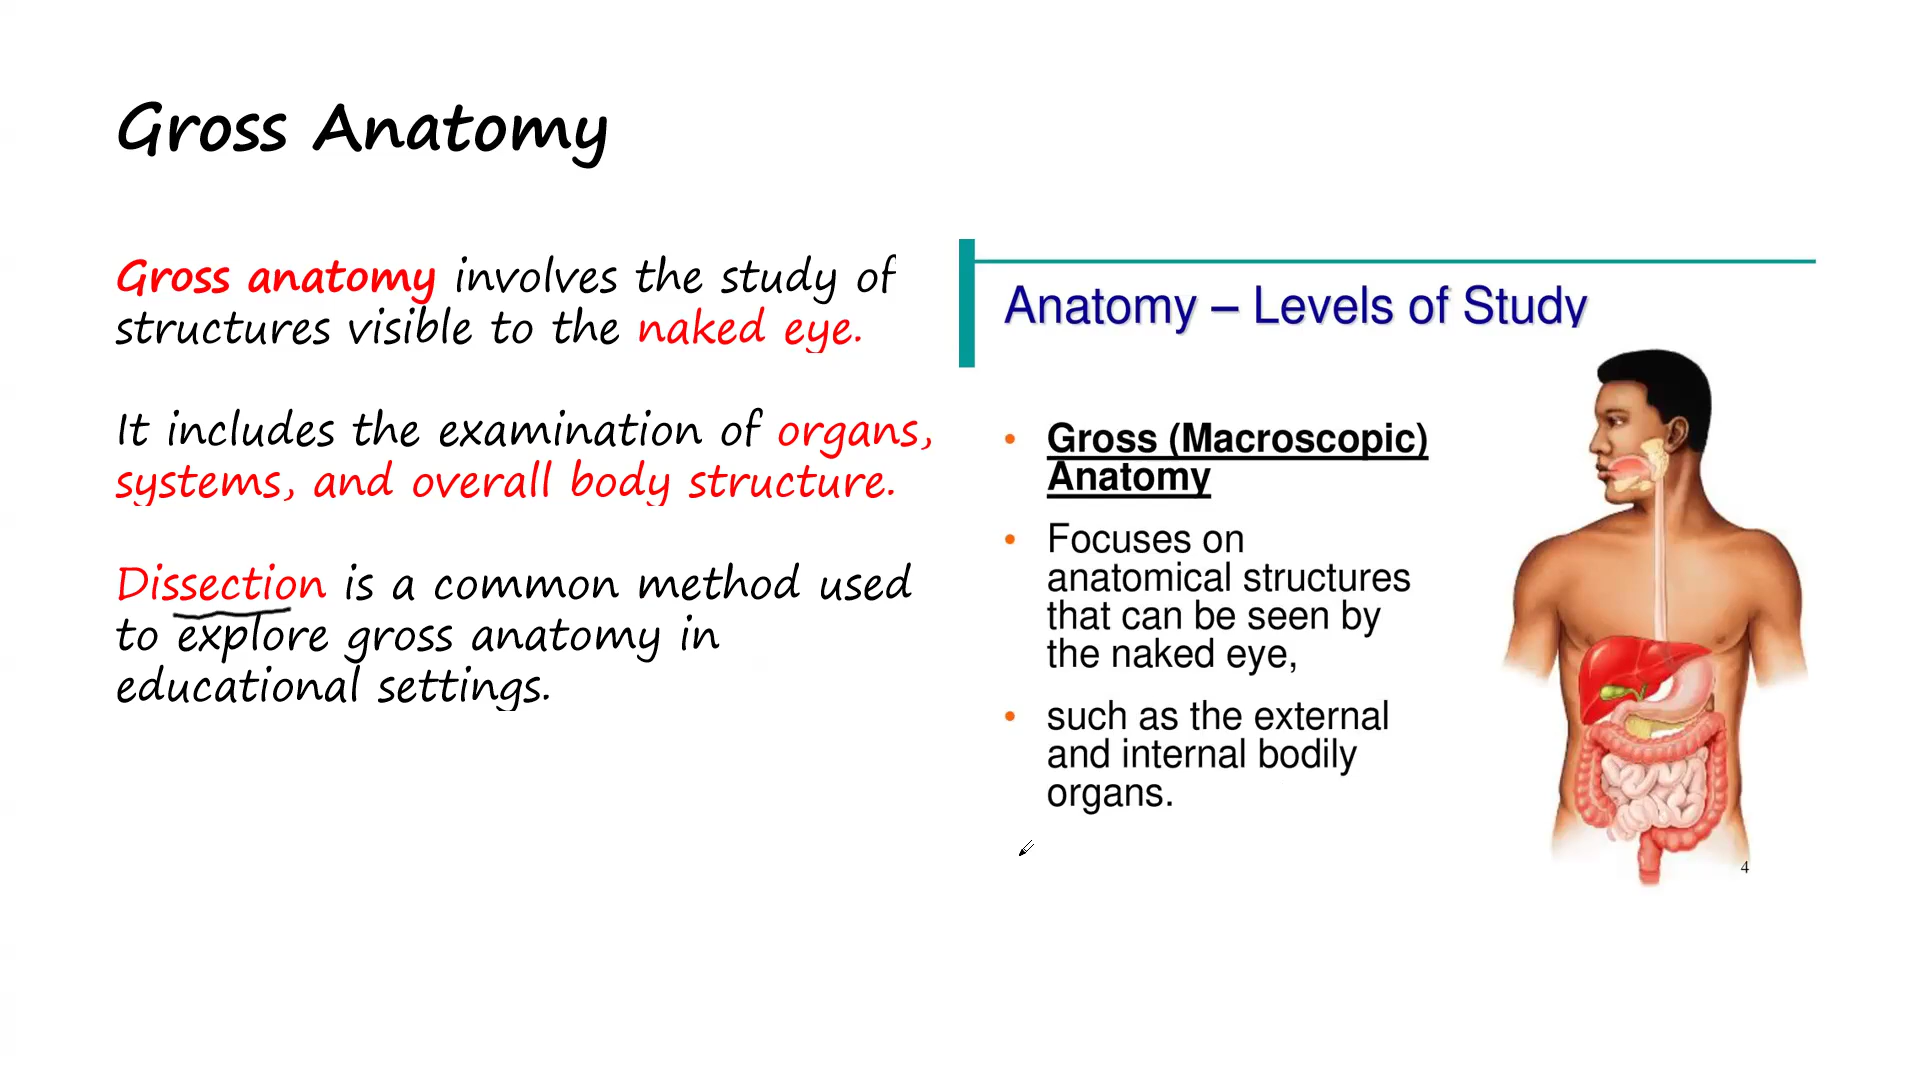 Gross Anatomy
Gross anatomy involves the study of
structures visible to the naked eye.
It includes the examination of organs,
systems, and overall body structure.
Dissection is a common method used
to explore gross anatomy in
educational settings.
Anatomy – Levels of Study
• Gross (Macroscopic)
Anatomy
• Focuses on
anatomical structures
that can be seen by
the naked eye,
• such as the external
and internal bodily
organs.
4